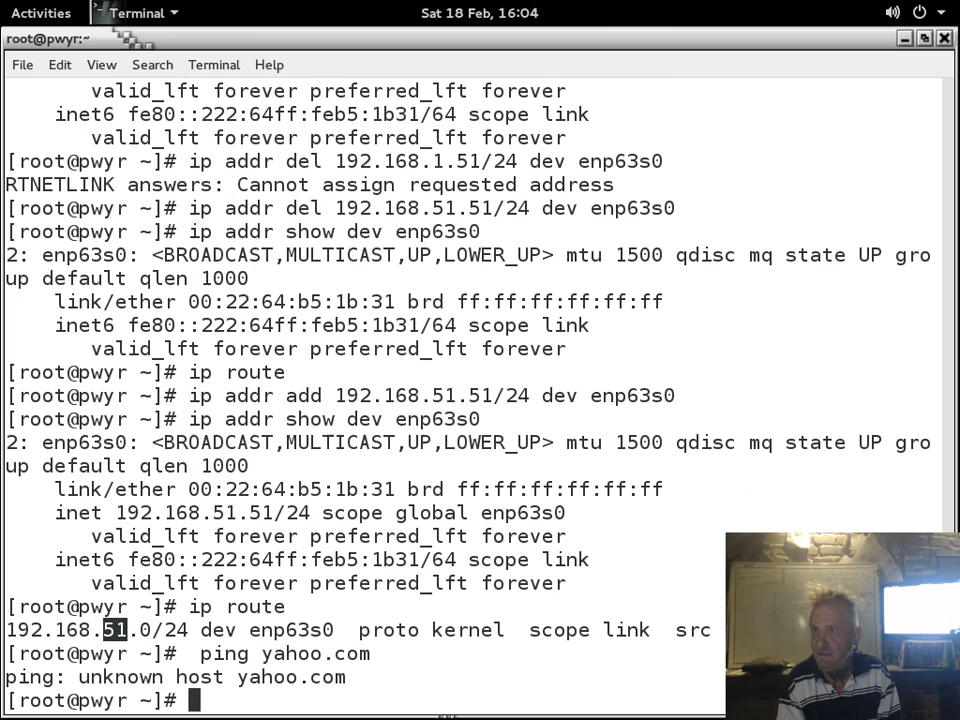 Activities Terminal Sat 18 Feb, 16:04
root@pwyr:~
File Edit View Search Terminal Help
valid_lft forever preferred_lft forever
inet6 fe80::222:64ff:feb5:1b31/64 scope link
valid_lft forever preferred_lft forever
[root@pwyr ~]# ip addr del 192.168.1.51/24 dev enp63s0
RTNETLINK answers: Cannot assign requested address
[root@pwyr ~]# ip addr del 192.168.51.51/24 dev enp63s0
[root@pwyr ~]# ip addr show dev enp63s0
2: enp63s0: <BROADCAST,MULTICAST,UP,LOWER_UP> mtu 1500 qdisc mq state UP gro
up default qlen 1000
link/ether 00:22:64:b5:1b:31 brd ff:ff:ff:ff:ff:ff
inet6 fe80::222:64ff:feb5:1b31/64 scope link
valid_lft forever preferred_lft forever
[root@pwyr ~]# ip route
[root@pwyr ~]# ip addr add 192.168.51.51/24 dev enp63s0
[root@pwyr ~]# ip addr show dev enp63s0
2: enp63s0: <BROADCAST,MULTICAST,UP,LOWER_UP> mtu 1500 qdisc mq state UP gro
up default qlen 1000
link/ether 00:22:64:b5:1b:31 brd ff:ff:ff:ff:ff:ff
inet 192.168.51.51/24 scope global enp63s0
valid_lft forever preferred_lft forever
inet6 fe80::222:64ff:feb5:1b31/64 scope link
valid_lft forever preferred_lft forever
[root@pwyr ~]# ip route
192.168.51.0/24 dev enp63s0  proto kernel  scope link  src
[root@pwyr ~]#  ping yahoo.com
ping: unknown host yahoo.com
[root@pwyr ~]#